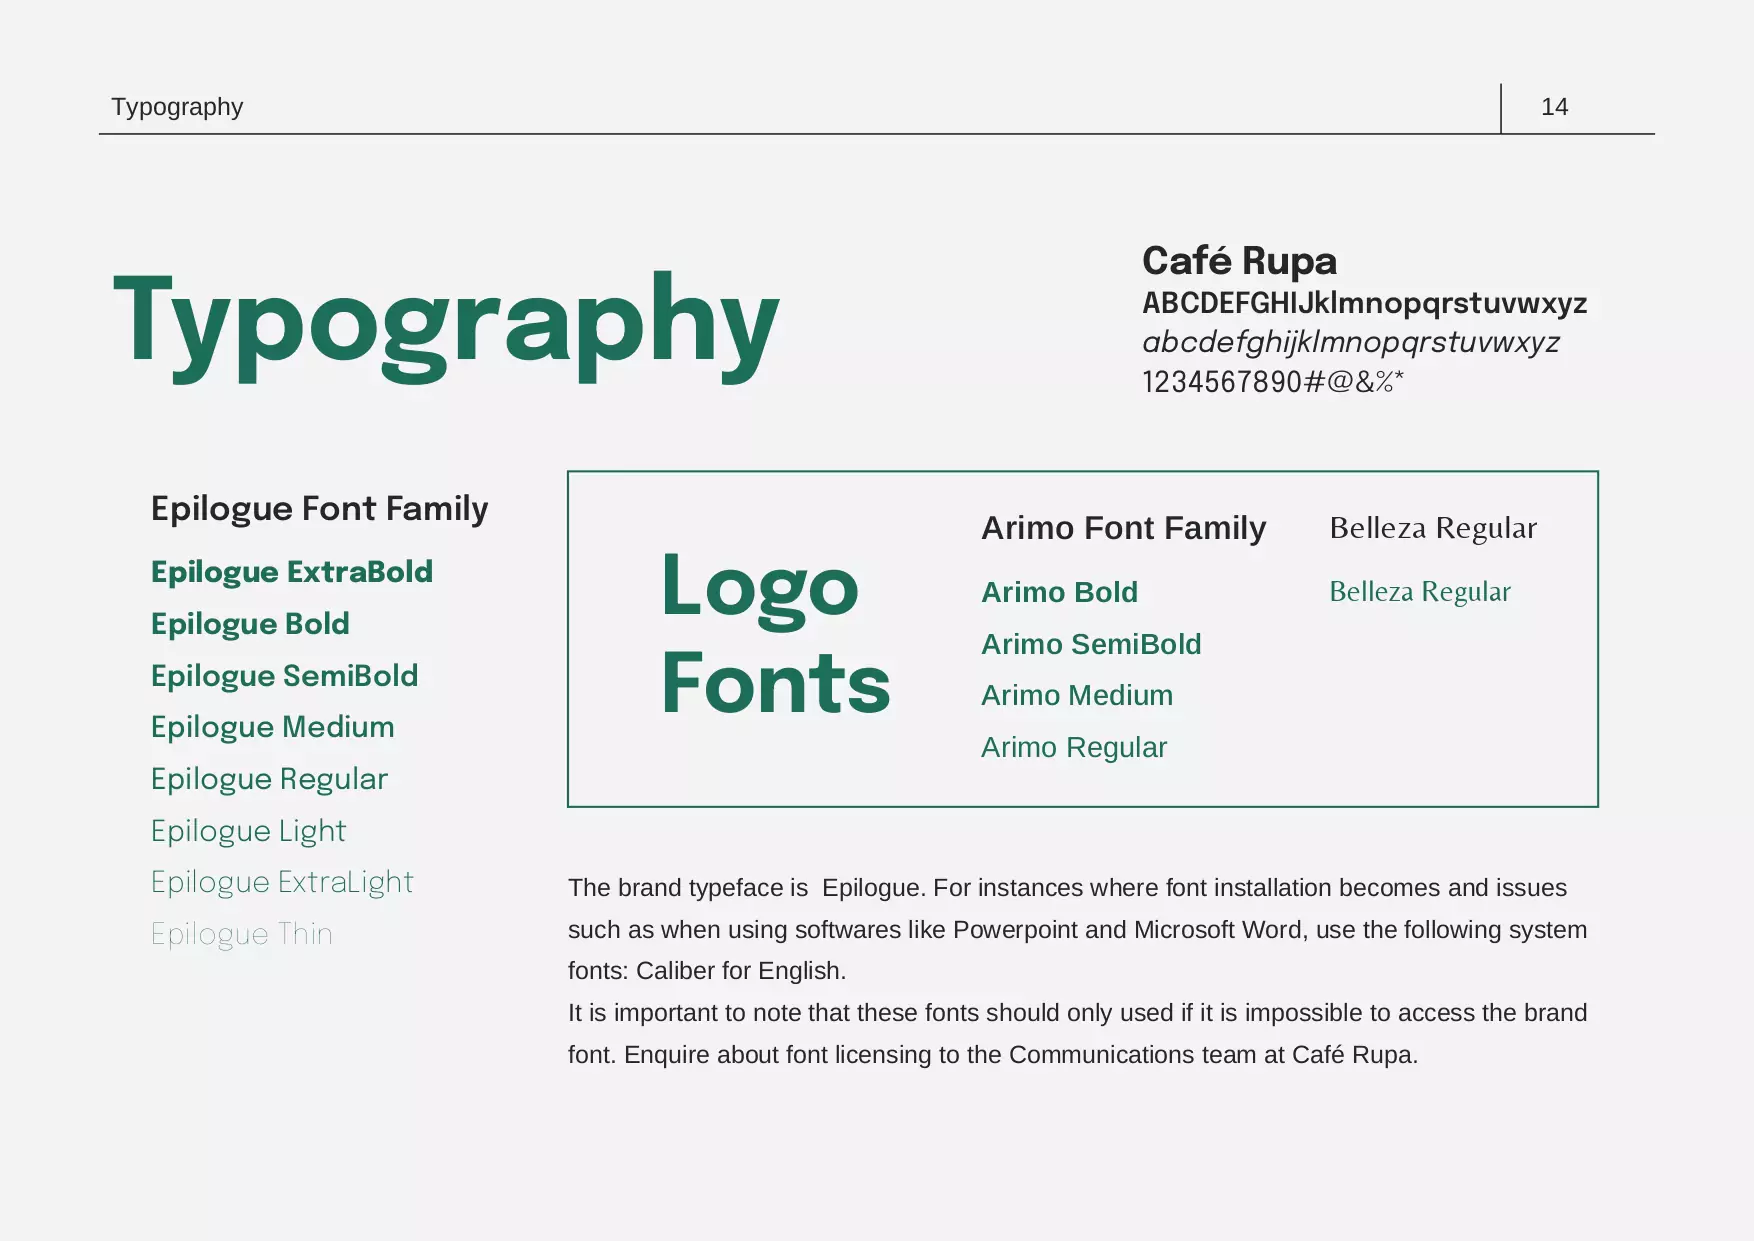 Typography
14
Typography
Café Rupa
ABCDEFGHIJklmnopqrstuvwxyz
abcdefghijklmnopqrstuvwxyz
1234567890#@&%*
Epilogue Font Family
Epilogue ExtraBold
Epilogue Bold
Epilogue SemiBold
Epilogue Medium
Epilogue Regular
Epilogue Light
Epilogue ExtraLight
Epilogue Thin
Logo
Fonts
Arimo Font Family
Arimo Bold
Arimo SemiBold
Arimo Medium
Arimo Regular
Belleza Regular
Belleza Regular
The brand typeface is  Epilogue. For instances where font installation becomes and issues
such as when using softwares like Powerpoint and Microsoft Word, use the following system
fonts: Caliber for English.
It is important to note that these fonts should only used if it is impossible to access the brand
font. Enquire about font licensing to the Communications team at Café Rupa.